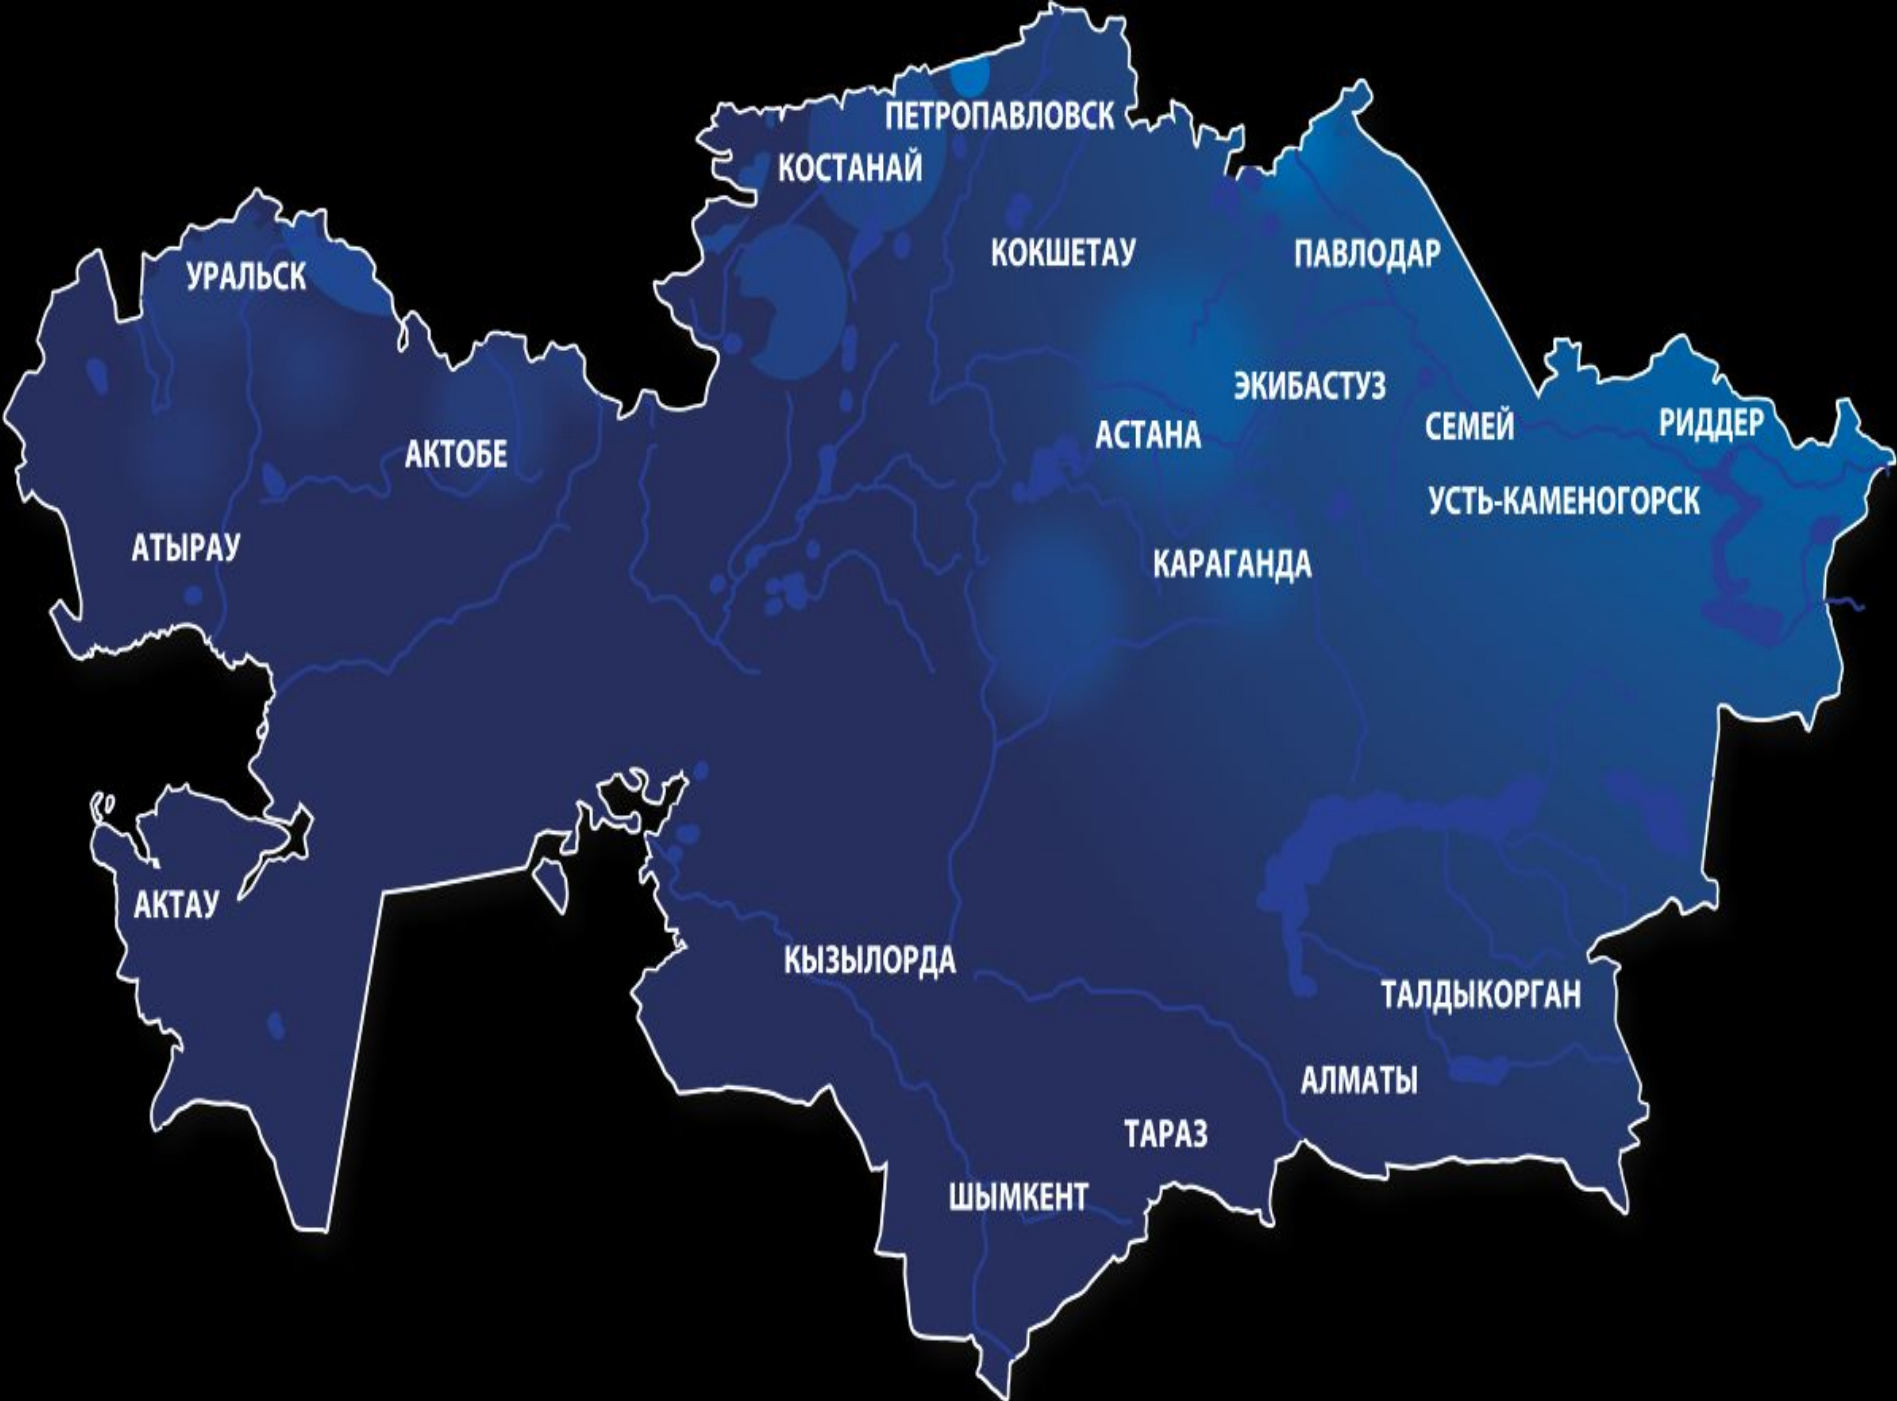 ПЕТРОПАВЛОВСК
КОСТАНАЙ
КОКШЕТАУ
ПАВЛОДАР
УРАЛЬСК
ЭКИБАСТУЗ
АСТАНА
СЕМЕЙ
РИДДЕР
АКТОБЕ
УСТЬ-КАМЕНОГОРСК
АТЫРАУ
КАРАГАНДА
АКТАУ
КЫЗЫЛОРДА
ТАЛДЫКОРГАН
АЛМАТЫ
ТАРАЗ
ШЫМКЕНТ